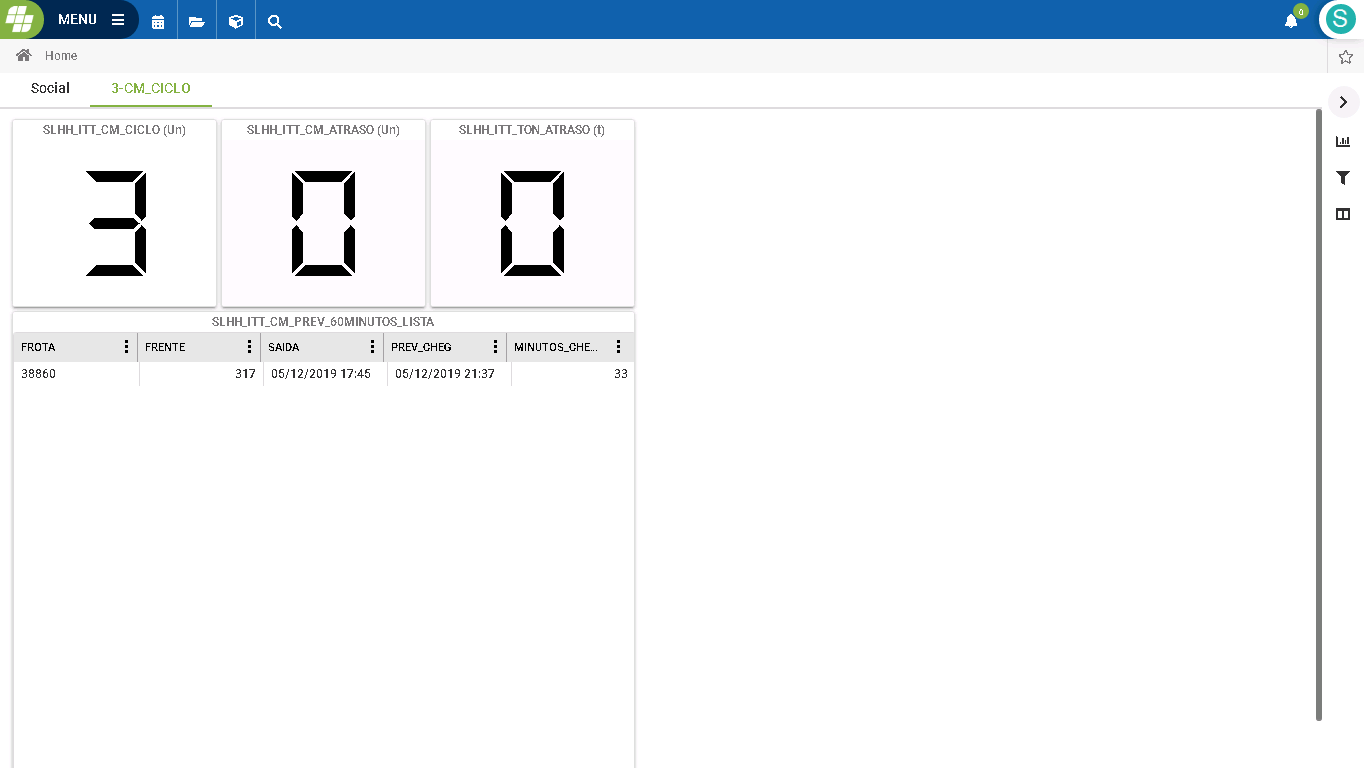 MENU
0
S
Home
Social 3-CM_CICLO
SLHH_ITT_CM_CICLO (Un) SLHH_ITT_CM_ATRASO (Un) SLHH_ITT_TON_ATRASO (t)
3 0 0
SLHH_ITT_CM_PREV_60MINUTOS_LISTA
FROTA FRENTE SAIDA PREV_CHEG MINUTOS_CHE...
38860 317 05/12/2019 17:45 05/12/2019 21:37 33